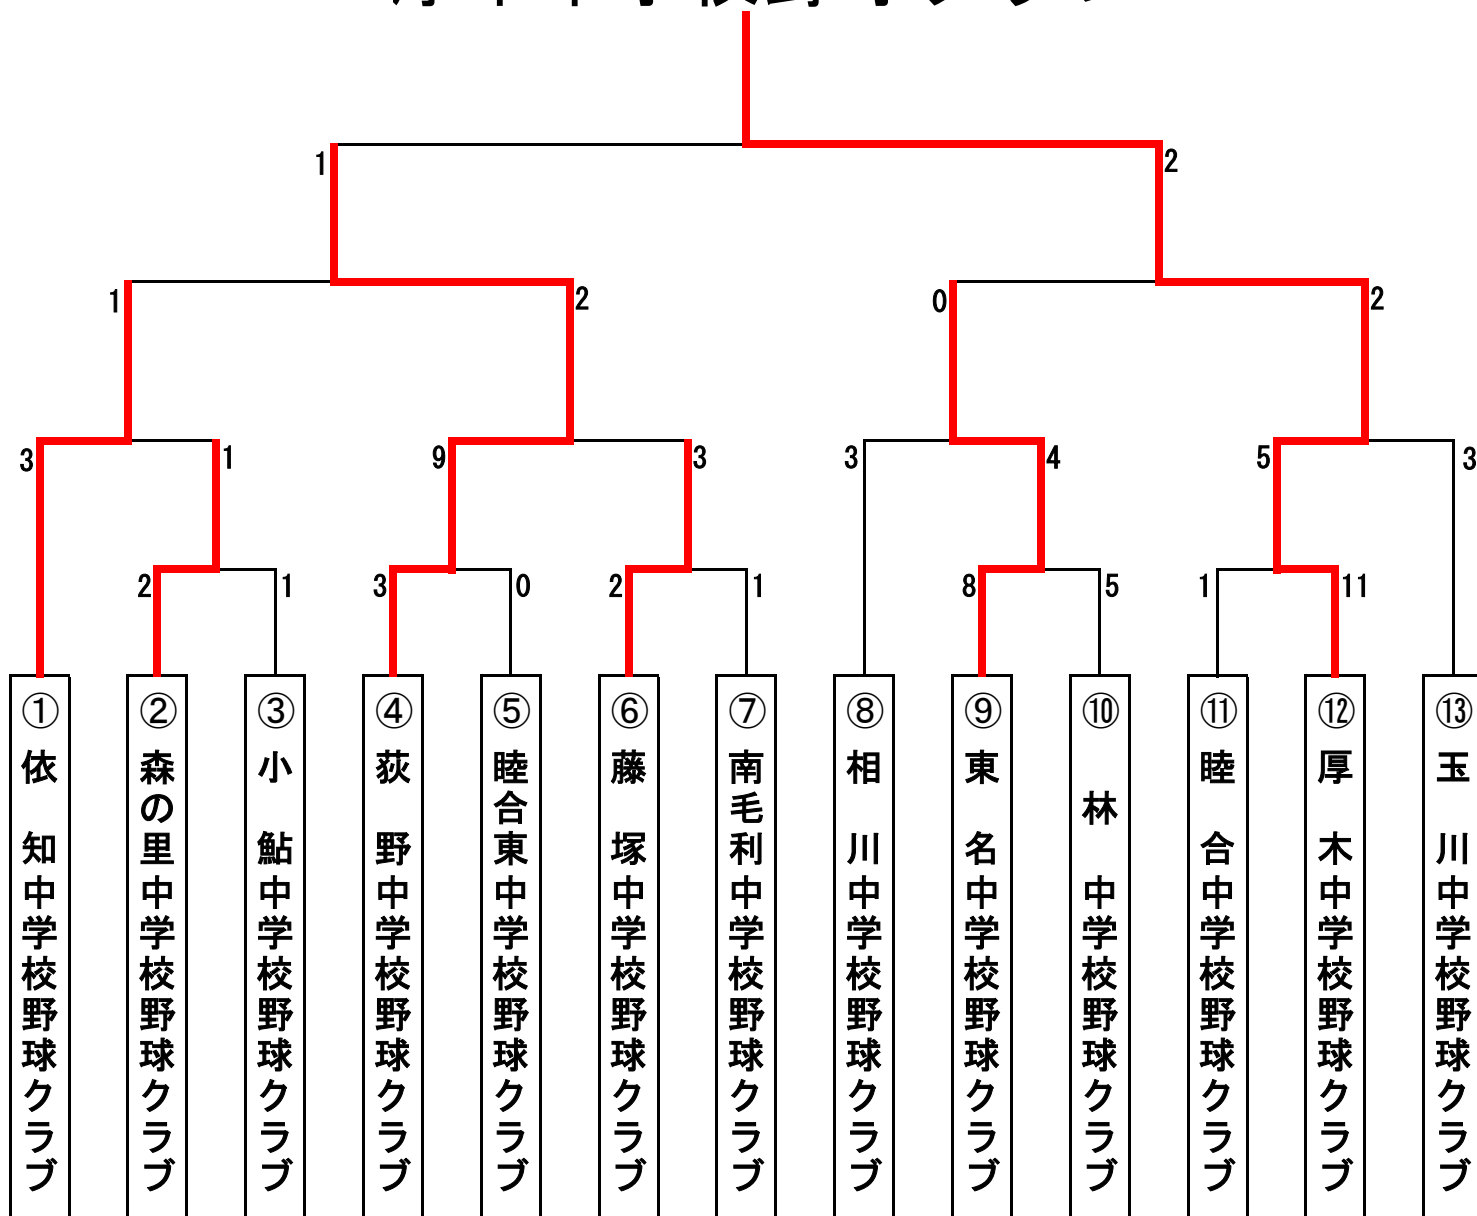 1 2
1 2 0 2
3 1 9 3 3 4 5 3
2 1 3 0 2 1 8 5 1 11
①依知中学校野球クラブ
②森の里中学校野球クラブ
③小鮎中学校野球クラブ
④荻野中学校野球クラブ
⑤睦合東中学校野球クラブ
⑥藤塚中学校野球クラブ
⑦南毛利中学校野球クラブ
⑧相川中学校野球クラブ
⑨東名中学校野球クラブ
⑩林中学校野球クラブ
⑪睦合中学校野球クラブ
⑫厚木中学校野球クラブ
⑬玉川中学校野球クラブ